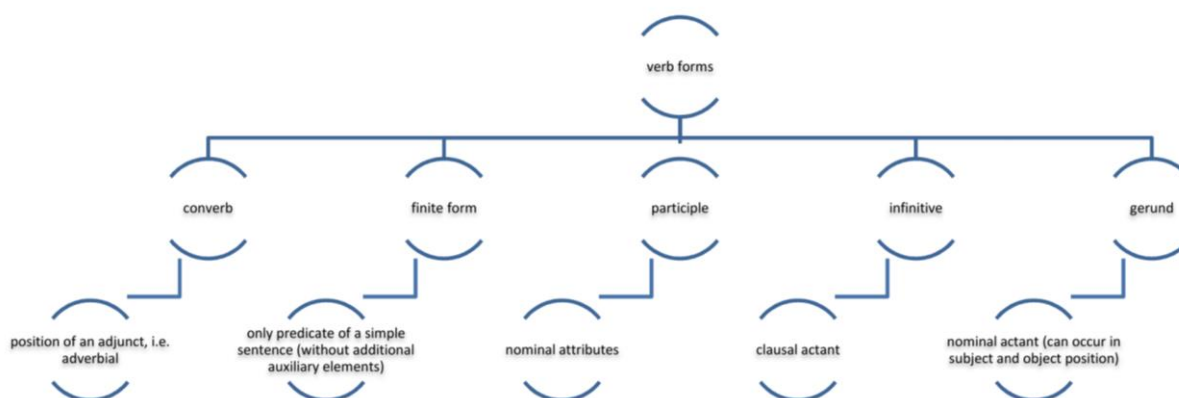 verb forms
converb
finite form
participle
infinitive
gerund
position of an adjunct, i.e.
adverbial
only predicate of a simple
sentence (without additional
auxiliary elements)
nominal attributes
clausal actant
nominal actant (can occur in
subject and object position)